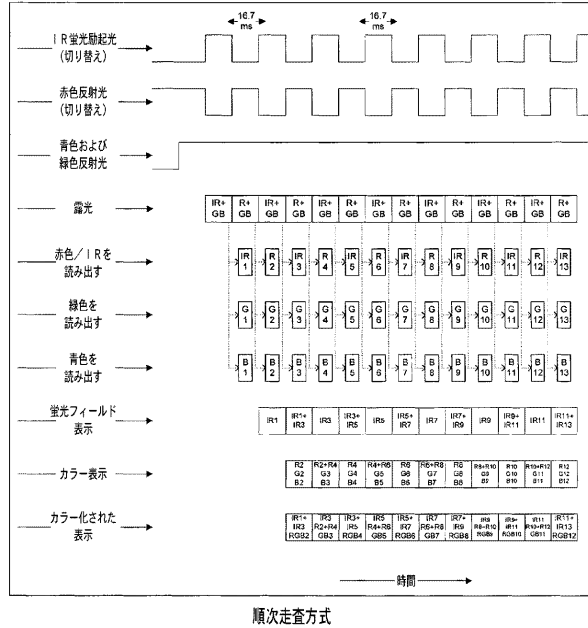 16.7 ms 16.7 ms
IR蛍光励起光
(切り替え)
赤色反射光
(切り替え)
青色および
緑色反射光
露光
IR+ GB R+ GB IR+ GB R+ GB IR+ GB R+ GB IR+ GB R+ GB IR+ GB R+ GB IR+ GB R+ GB IR+ GB R+ GB
赤色/IRを
読み出す
IR 1 R 2 IR 3 R 4 IR 5 R 6 IR 7 R 8 IR 9 R 10 IR 11 R 12 IR 13
緑色を
読み出す
G 1 G 2 G 3 G 4 G 5 G 6 G 7 G 8 G 9 G 10 G 11 G 12 G 13
青色を
読み出す
B 1 B 2 B 3 B 4 B 5 B 6 B 7 B 8 B 9 B 10 B 11 B 12 B 13
蛍光フィールド
表示
IR1 IR1+ IR3 IR3 IR3+ IR5 IR5 IR5+ IR7 IR7 IR7+ IR9 IR9 IR9+ IR11 IR11 IR11+ IR13
カラー表示
R2 R2+R4 R4 R4+R6 R6 R6+R8 R8 R8+R10 R10 R10+R12 R12
G2 G3 G4 G5 G6 G7 G8 G9 G10 G11 G12
B2 B3 B4 B5 B6 B7 B8 B9 B10 B11 B12
カラー化された
表示
IR1+ IR3 IR3+ IR5 IR5+ IR7 IR7+ IR9 IR9+ IR11 IR11+
IR3 R2+R4 IR5 R4+R6 IR7 R6+R8 IR9 R8+R10 IR11 R10+R12 IR13
RGB2 GB3 RGB4 GB5 RGB6 GB7 RGB8 RGB9 RGB10 GB11 RGB12
時間
順次走査方式